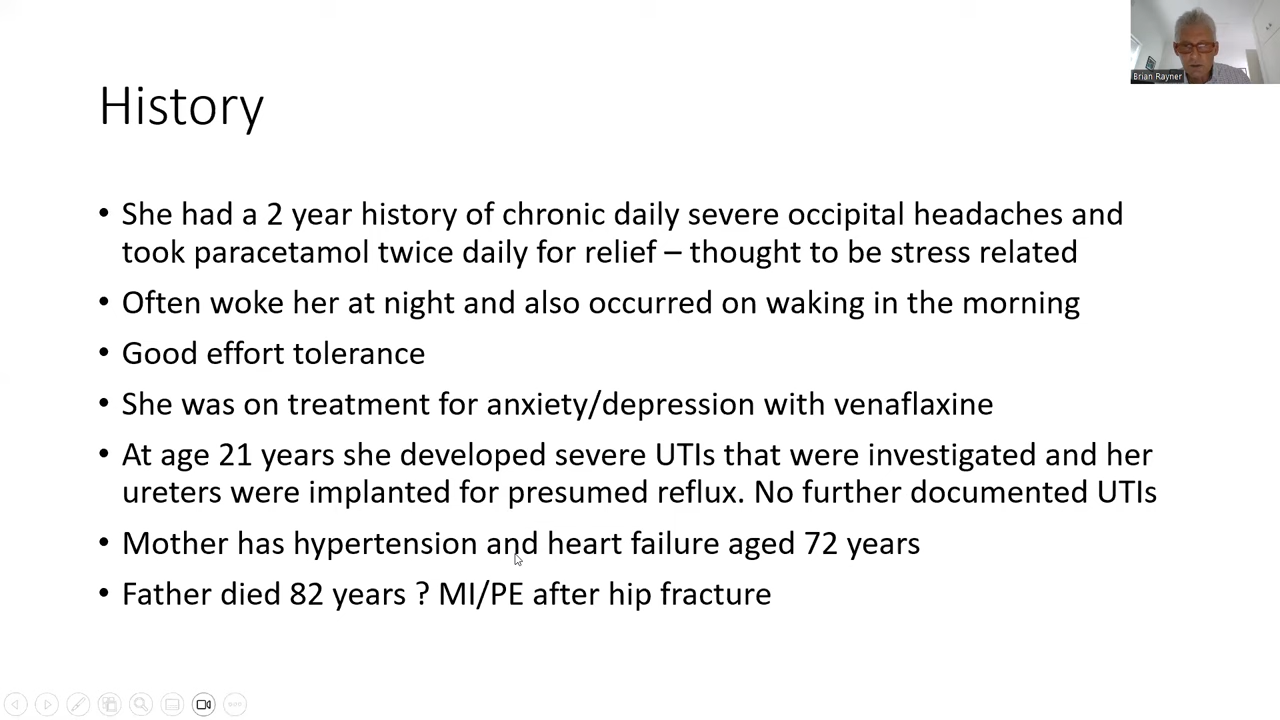 Brian Rayner
History
• She had a 2 year history of chronic daily severe occipital headaches and
took paracetamol twice daily for relief – thought to be stress related
• Often woke her at night and also occurred on waking in the morning
• Good effort tolerance
• She was on treatment for anxiety/depression with venaflaxine
• At age 21 years she developed severe UTIs that were investigated and her
ureters were implanted for presumed reflux. No further documented UTIs
• Mother has hypertension and heart failure aged 72 years
• Father died 82 years ? MI/PE after hip fracture